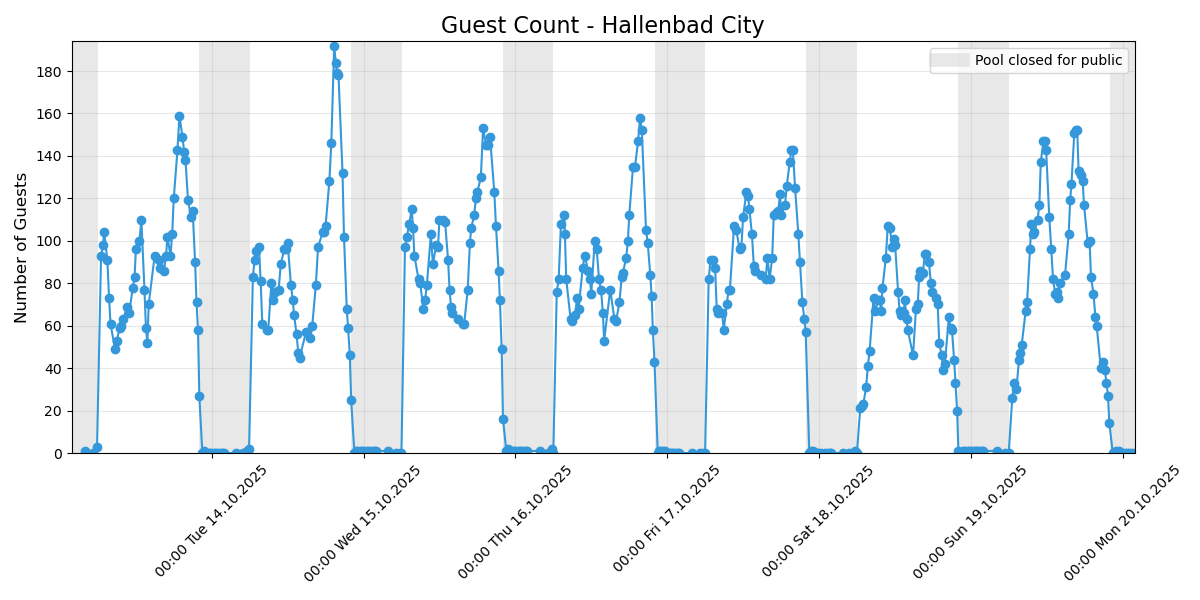 Guest Count - Hallenbad City
Pool closed for public
Number of Guests
180
160
140
120
100
80
60
40
20
0
00:00 Tue 14.10.2025
00:00 Wed 15.10.2025
00:00 Thu 16.10.2025
00:00 Fri 17.10.2025
00:00 Sat 18.10.2025
00:00 Sun 19.10.2025
00:00 Mon 20.10.2025